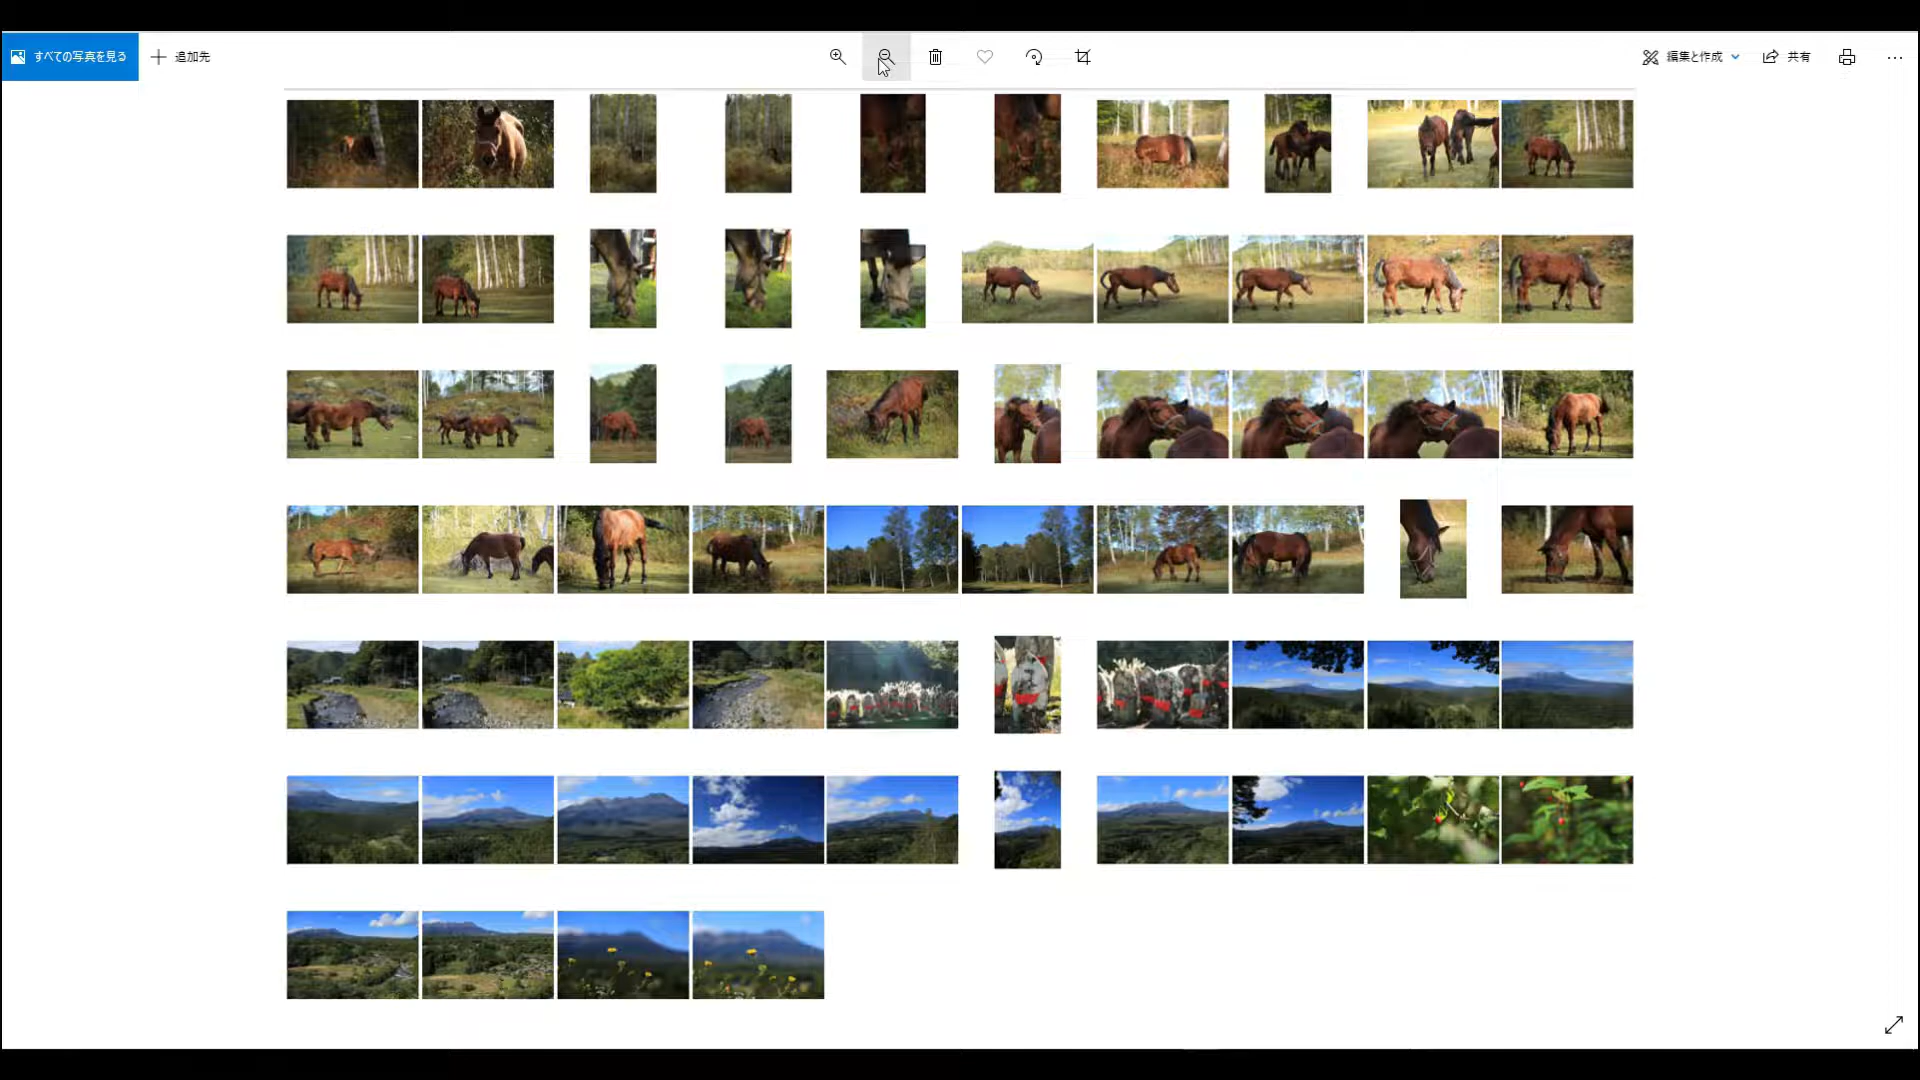 すべての写真を見る
追加先
編集と作成
共有